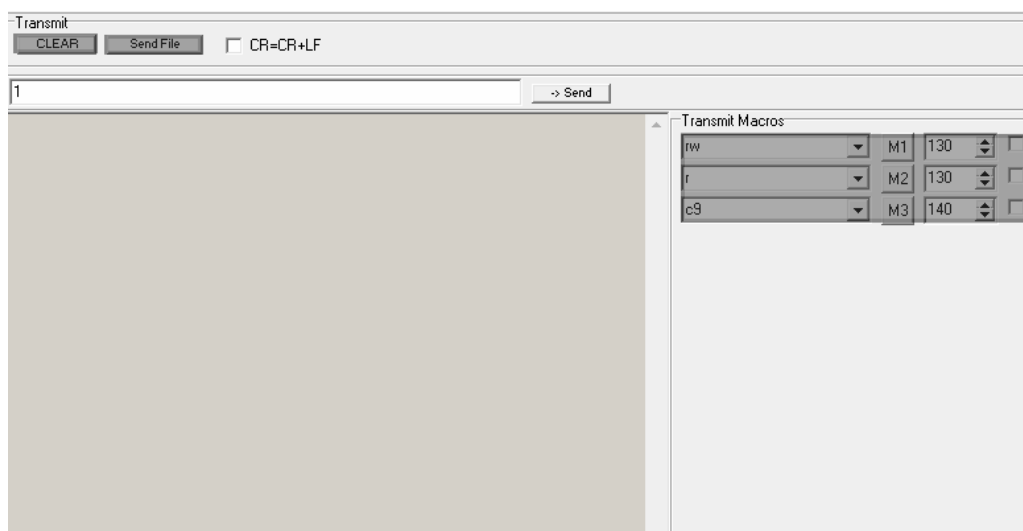 Transmit
CLEAR Send File CR=CR+LF
1 -> Send
Transmit Macros
rw M1 130
r M2 130
c9 M3 140